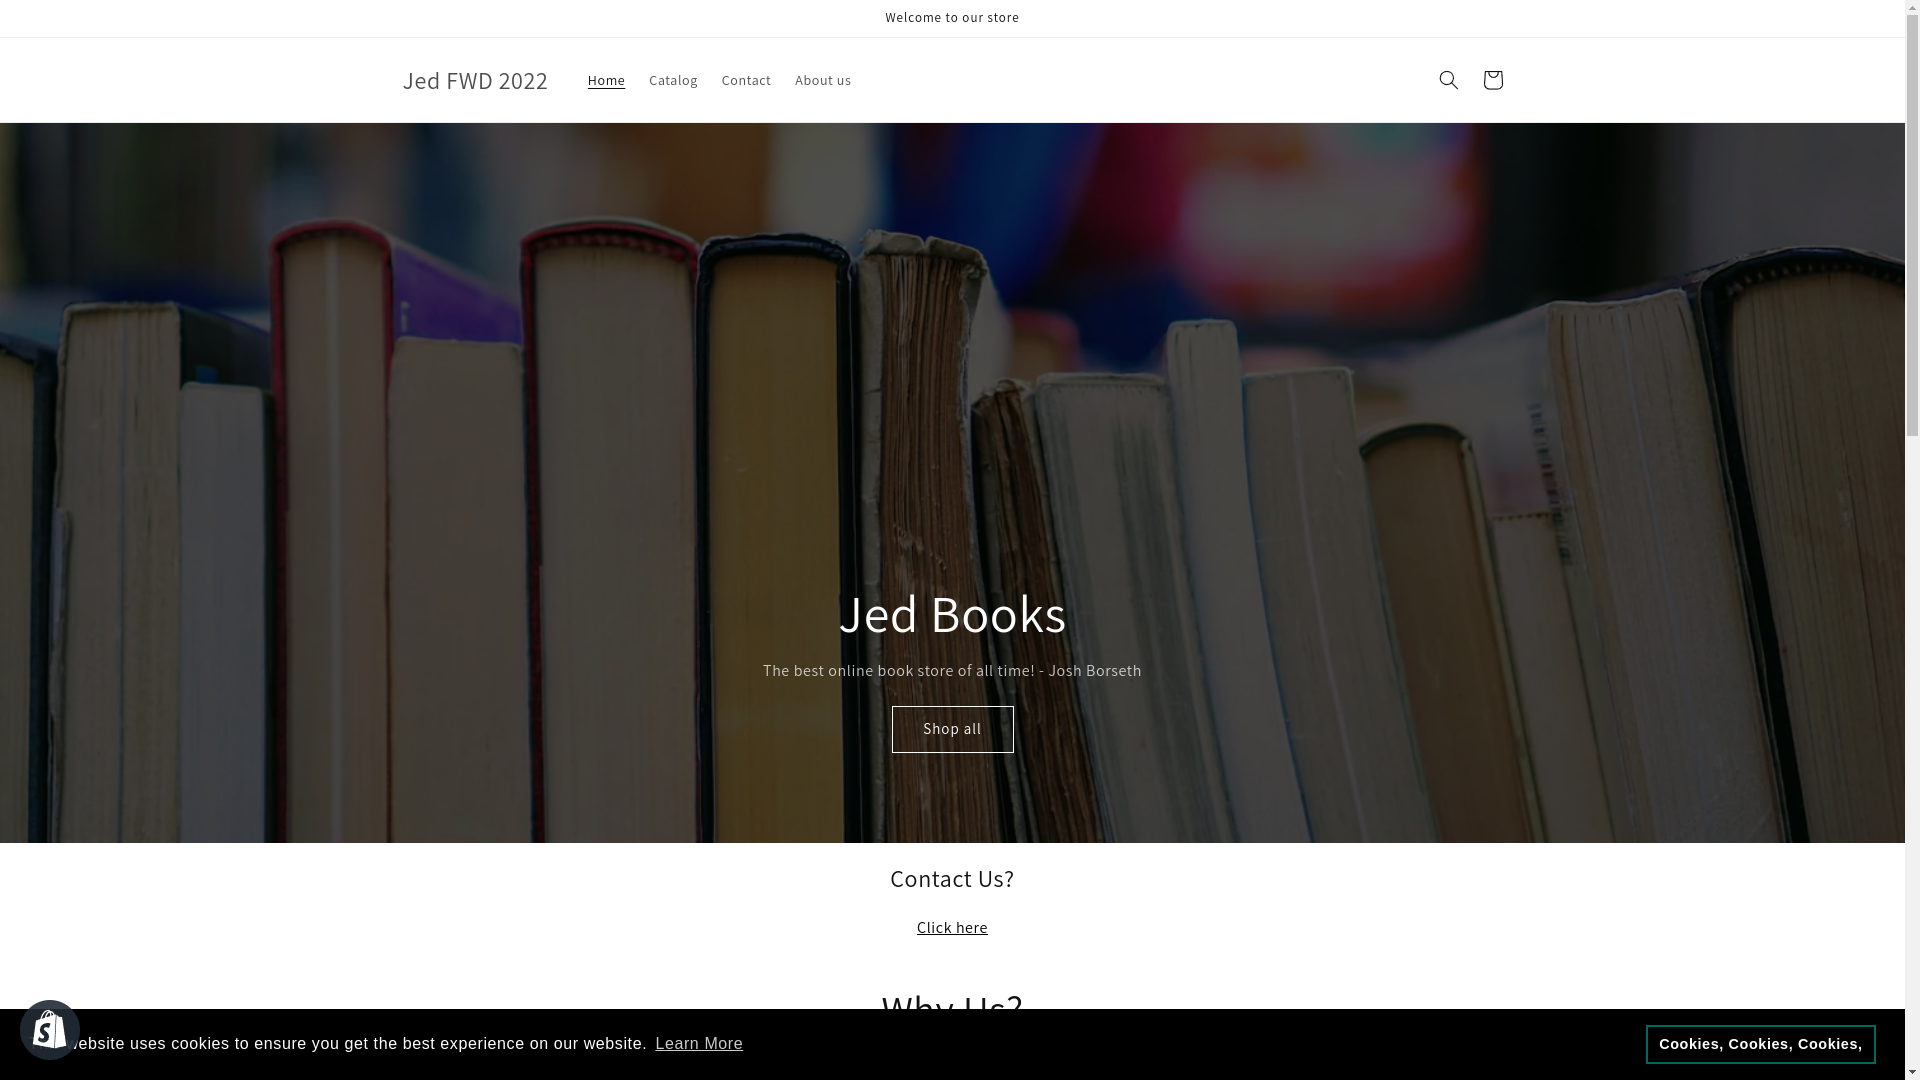 Welcome to our store
Jed FWD 2022
Home
Catalog
Contact
About us
Jed Books
The best online book store of all time! - Josh Borseth
Shop all
Contact Us?
Click here
Why Us?
website uses cookies to ensure you get the best experience on our website. Learn More
Cookies, Cookies, Cookies,